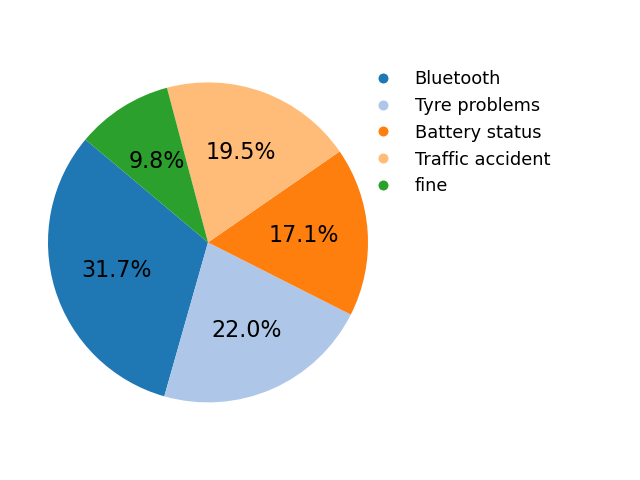 Bluetooth
Tyre problems
Battery status
Traffic accident
fine
19.5%
9.8%
17.1%
31.7%
22.0%